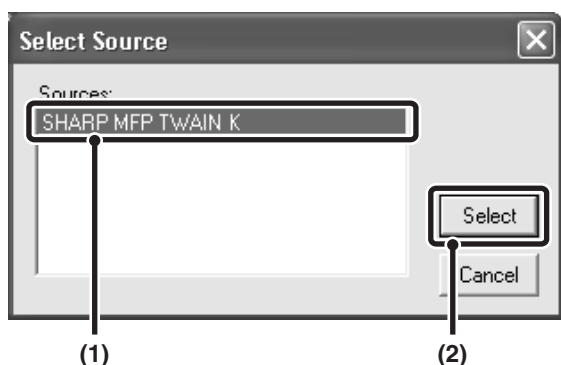 Select Source
Sources:
SHARP MFP TWAIN K
Select
Cancel
(1)
(2)